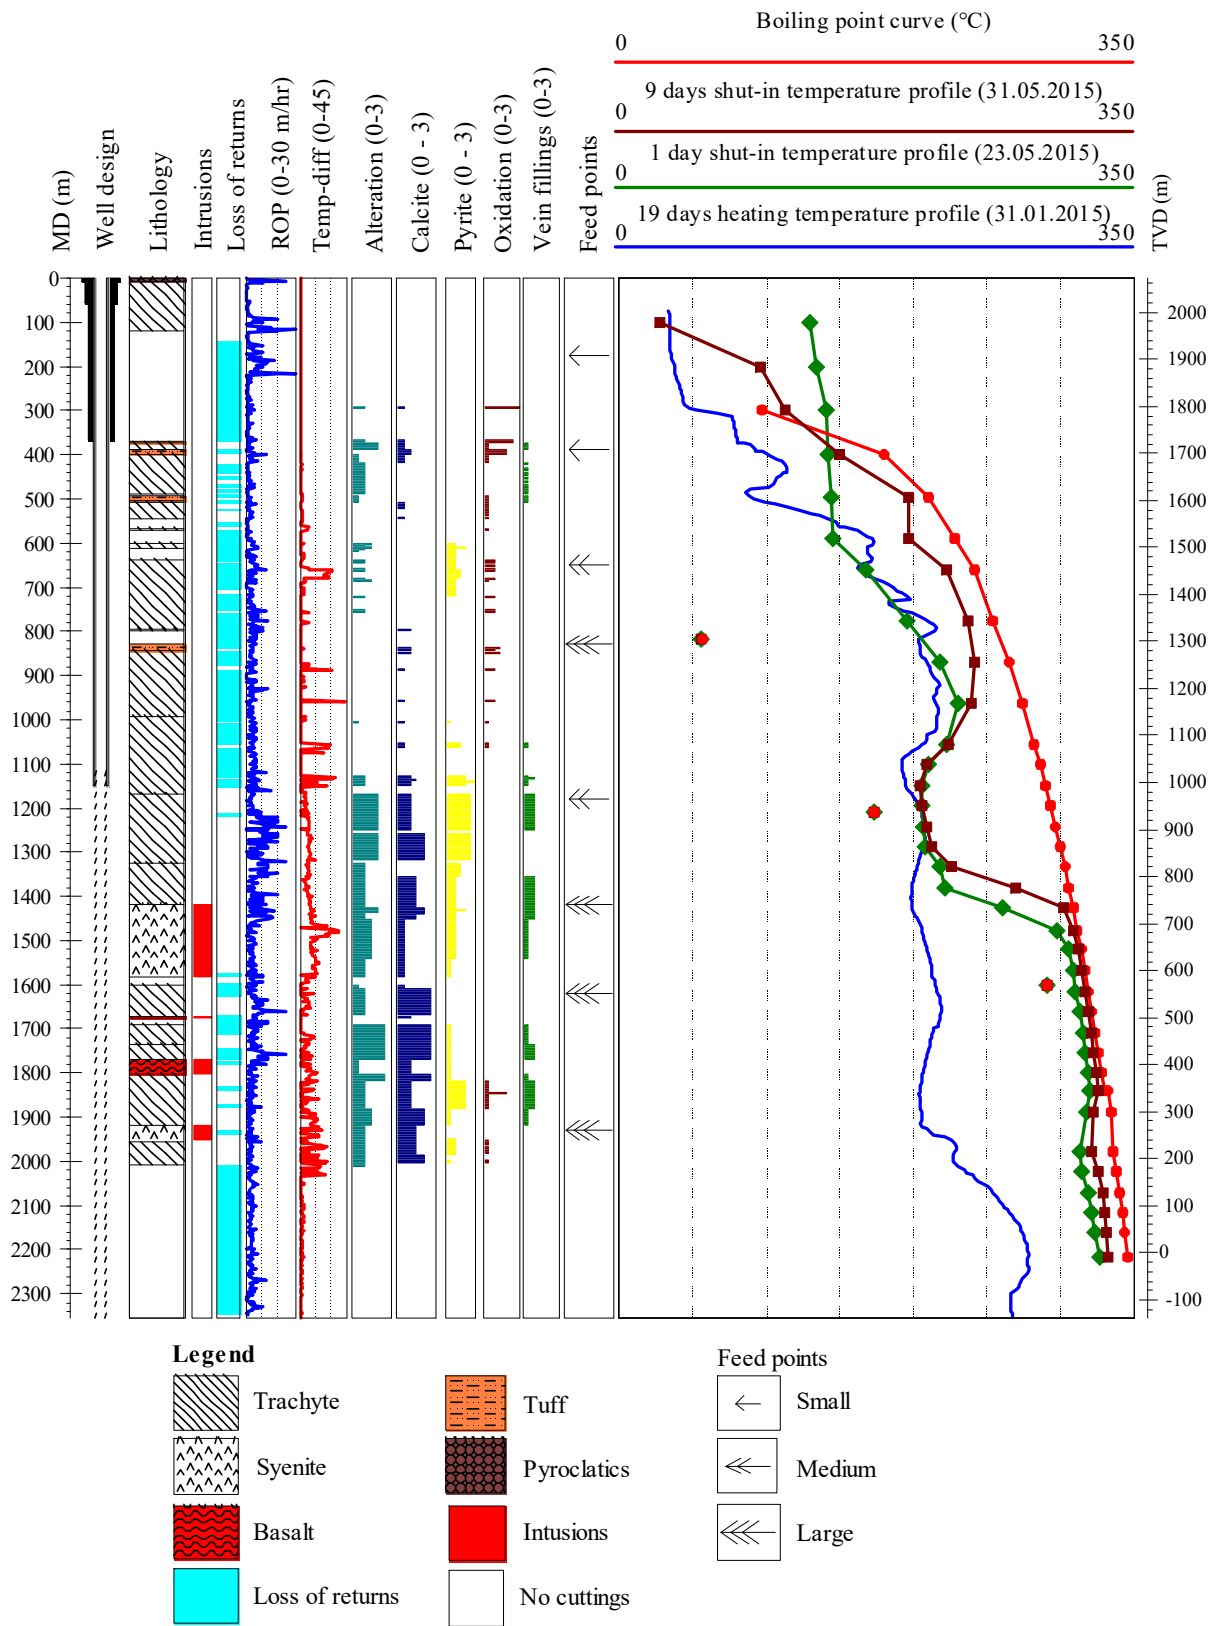 Boiling point curve (°C)
0 350
9 days shut-in temperature profile (31.05.2015)
0 350
1 day shut-in temperature profile (23.05.2015)
0 350
19 days heating temperature profile (31.01.2015)
0 350
MD (m)
Well design
Lithology
Intrusions
Loss of returns
ROP (0-30 m/hr)
Temp-diff (0-45)
Alteration (0-3)
Calcite (0 - 3)
Pyrite (0 - 3)
Oxidation (0-3)
Vein fillings (0-3)
Feed points
TVD (m)
0
100
200
300
400
500
600
700
800
900
1000
1100
1200
1300
1400
1500
1600
1700
1800
1900
2000
2100
2200
2300
2000
1900
1800
1700
1600
1500
1400
1300
1200
1100
1000
900
800
700
600
500
400
300
200
100
0
-100
Legend
Trachyte
Syenite
Basalt
Loss of returns
Tuff
Pyroclatics
Intusions
No cuttings
Feed points
Small
Medium
Large